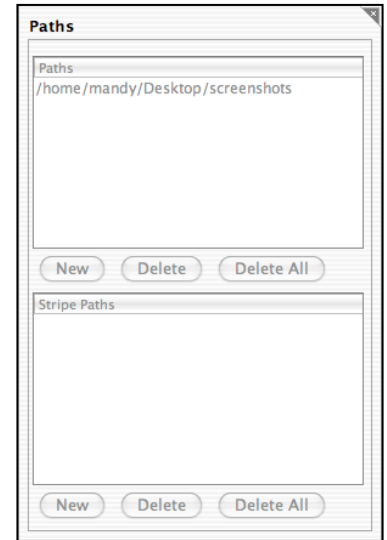 Paths
Paths
/home/mandy/Desktop/screenshots
New Delete Delete All
Stripe Paths
New Delete Delete All